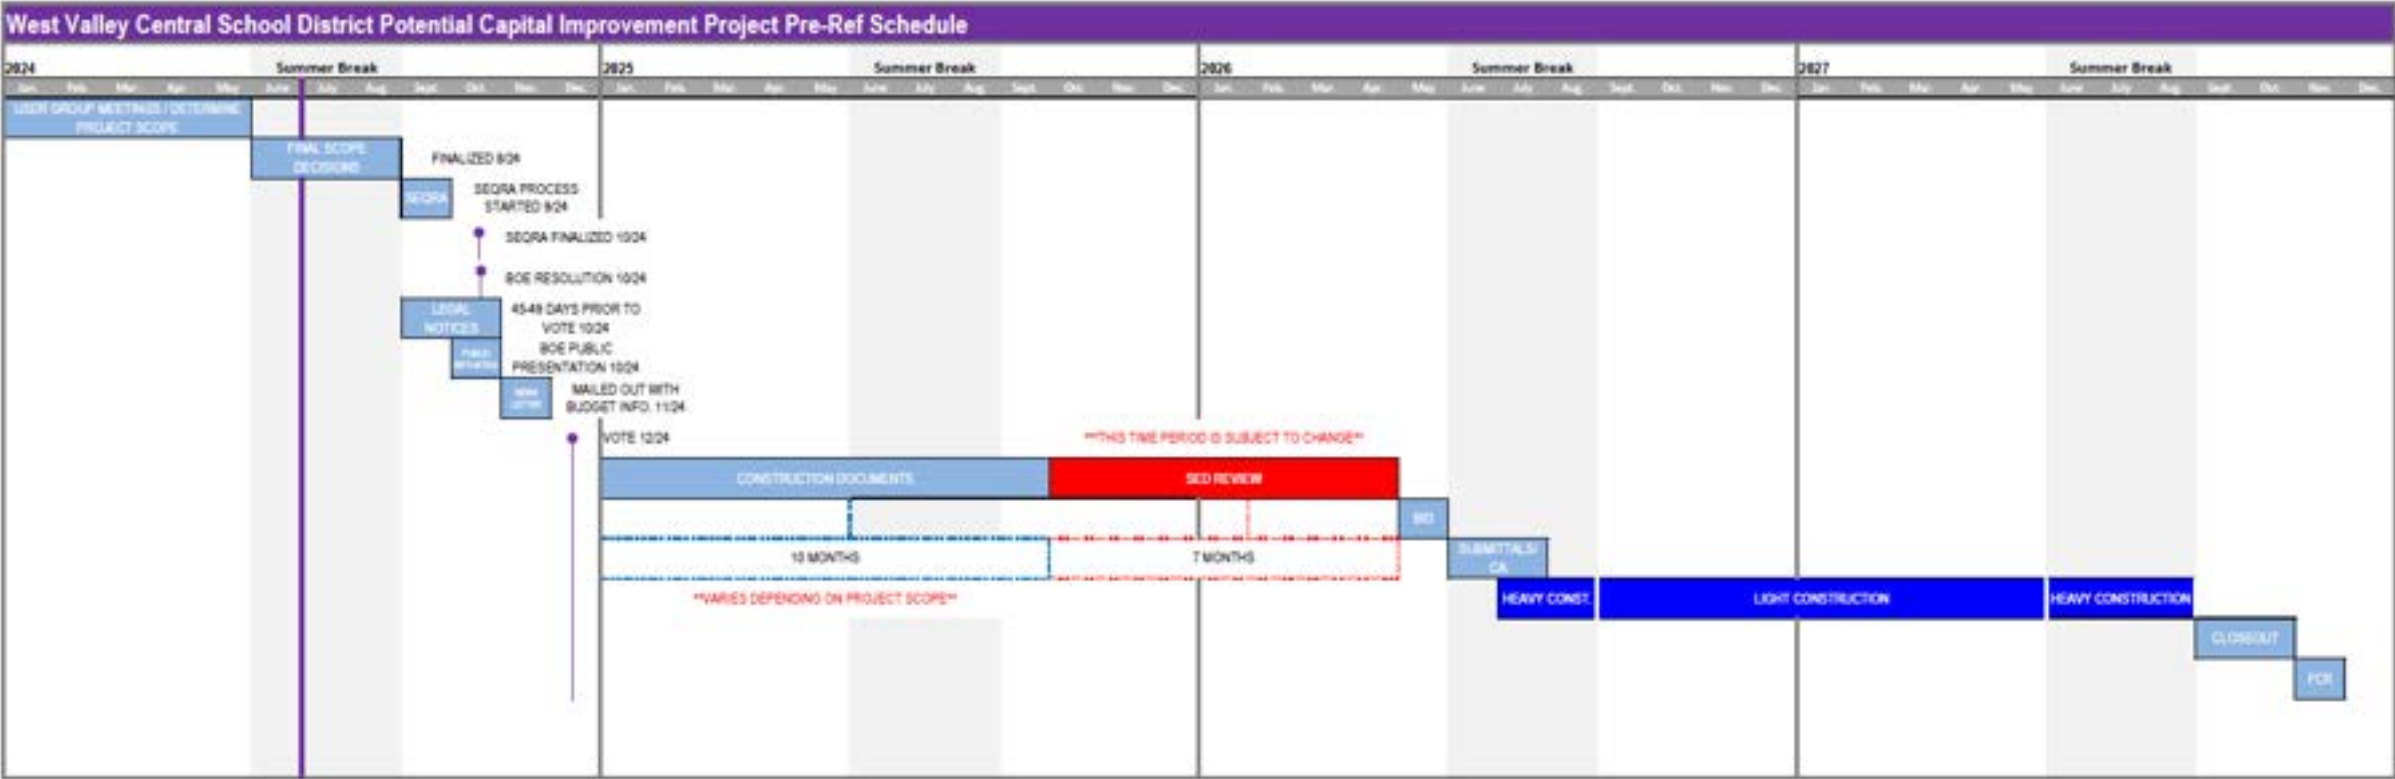 West Valley Central School District Potential Capital Improvement Project Pre-Ref Schedule
2024 Summer Break 2025 Summer Break 2026 Summer Break 2027 Summer Break
Jan. Feb. Mar. Apr. May June July Aug. Sept. Oct. Nov. Dec. Jan. Feb. Mar. Apr. May June July Aug. Sept. Oct. Nov. Dec. Jan. Feb. Mar. Apr. May June July Aug. Sept. Oct. Nov. Dec. Jan. Feb. Mar. Apr. May June July Aug. Sept. Oct. Nov. Dec.
USER GROUP MEETINGS / DETERMINE
PROJECT SCOPE
FINAL SCOPE
DECISIONS
FINALIZED 8/24
SEQRA
SEQRA PROCESS
STARTED 9/24
SEQRA FINALIZED 10/24
BOE RESOLUTION 10/24
LEGAL
NOTICES
45-49 DAYS PRIOR TO
VOTE 10/24
PUBLIC
BOE PUBLIC
PRESENTATION 10/24
NEWS
LETTER
MAILED OUT WITH
BUDGET INFO. 11/24
VOTE 12/24
**THIS TIME PERIOD IS SUBJECT TO CHANGE**
CONSTRUCTION DOCUMENTS
SED REVIEW
BID
10 MONTHS
7 MONTHS
SUBMITTALS/
CA
**VARIES DEPENDING ON PROJECT SCOPE**
HEAVY CONST.
LIGHT CONSTRUCTION
HEAVY CONSTRUCTION
CLOSEOUT
FCR